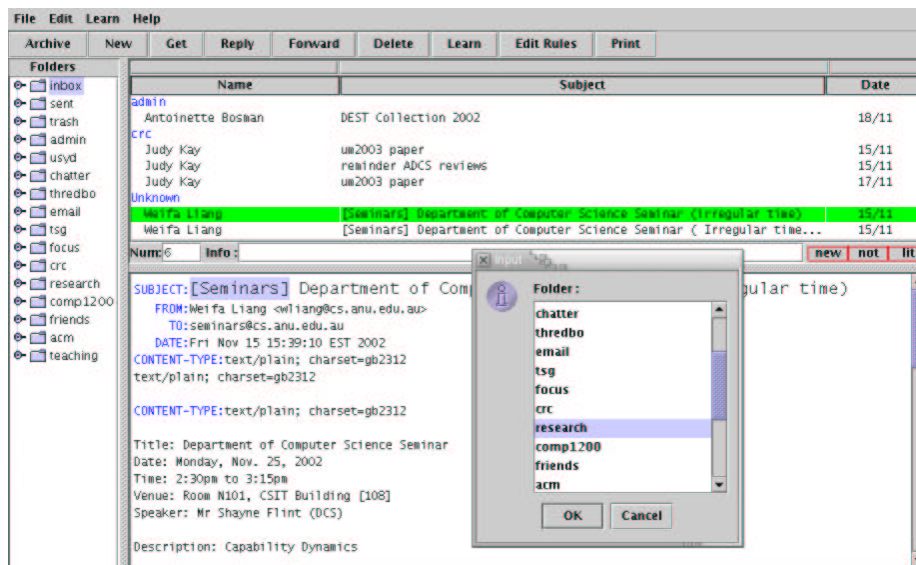 File Edit Learn Help
Archive New Get Reply Forward Delete Learn Edit Rules Print
Folders
inbox
sent
trash
admin
usyd
chatter
thredbo
email
tsg
focus
crc
research
comp1200
friends
acm
teaching
Name Subject Date
admin
Antoinette Bosman DEST Collection 2002 18/11
crc
Judy Kay um2003 paper 15/11
Judy Kay reminder ADCS reviews 15/11
Judy Kay um2003 paper 17/11
Unknown
Weifa Liang [Seminars] Department of Computer Science Seminar (Irregular time) 15/11
Weifa Liang [Seminars] Department of Computer Science Seminar ( Irregular time... 15/11
Num: 6 Info : new not lit
SUBJECT:[Seminars] Department of Com gular time)
FROM:Weifa Liang <wliang@cs.anu.edu.au>
TO:seminars@cs.anu.edu.au
DATE:Fri Nov 15 15:39:10 EST 2002
CONTENT-TYPE:text/plain; charset=gb2312
text/plain; charset=gb2312
CONTENT-TYPE:text/plain; charset=gb2312
Title: Department of Computer Science Seminar
Date: Monday, Nov. 25, 2002
Time: 2:30pm to 3:15pm
Venue: Room N101, CSIT Building [108]
Speaker: Mr Shayne Flint (DCS)
Description: Capability Dynamics
Input
Folder :
chatter
thredbo
email
tsg
focus
crc
research
comp1200
friends
acm
OK Cancel